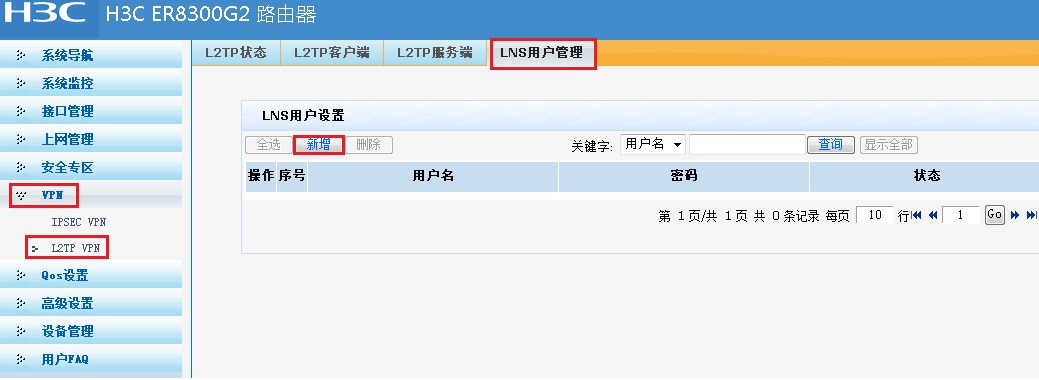 H3C H3C ER8300G2 路由器
L2TP状态 L2TP客户端 L2TP服务端 LNS用户管理
系统导航
系统监控
接口管理
上网管理
安全专区
VPN
IPSEC VPN
L2TP VPN
Qos设置
高级设置
设备管理
用户FAQ
LNS用户设置
全选 新增 删除 关键字: 用户名 查询 显示全部
操作 序号 用户名 密码 状态
第 1 页/共 1 页 共 0 条记录 每页 10 行 1 Go